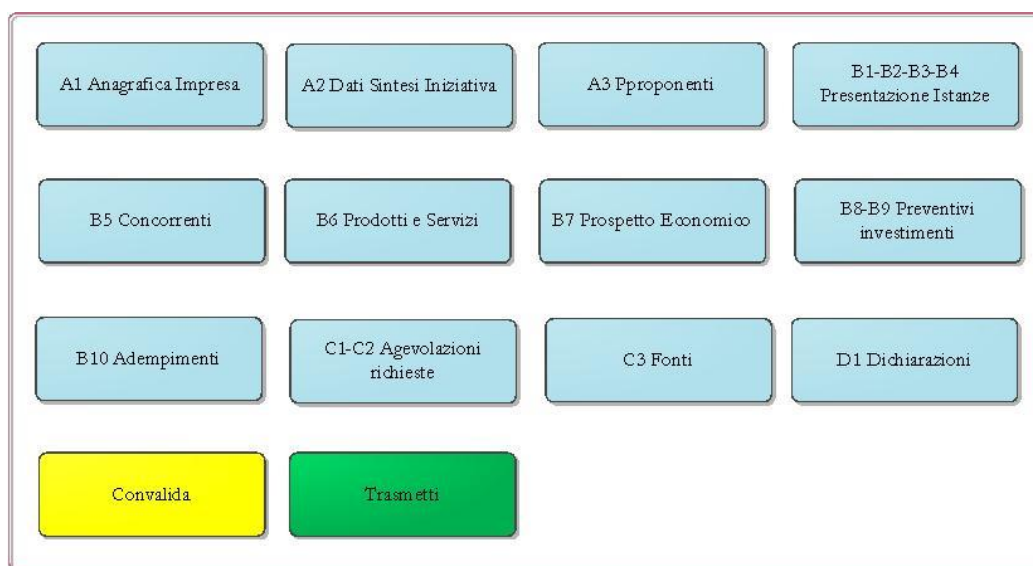 A1 Anagrafica Impresa
A2 Dati Sintesi Iniziativa
A3 Pproponenti
B1-B2-B3-B4
Presentazione Istanze
B5 Concorrenti
B6 Prodotti e Servizi
B7 Prospetto Economico
B8-B9 Preventivi
investimenti
B10 Adempimenti
C1-C2 Agevolazioni
richieste
C3 Fonti
D1 Dichiarazioni
Convalida
Trasmetti